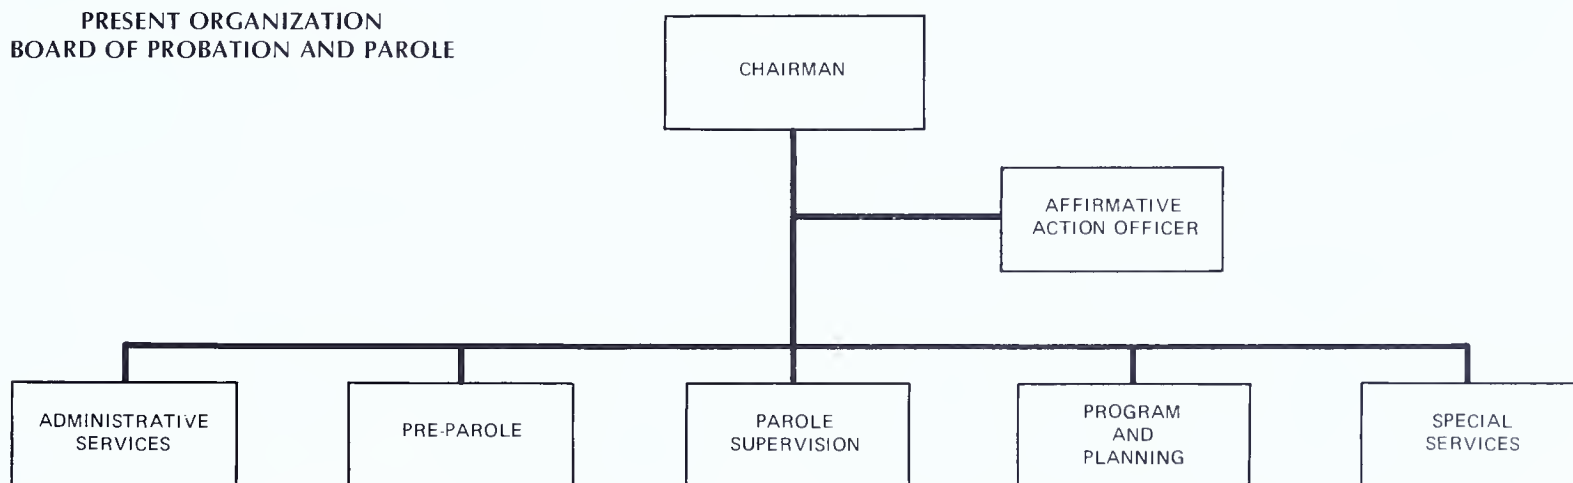 PRESENT ORGANIZATION
BOARD OF PROBATION AND PAROLE
CHAIRMAN
AFFIRMATIVE
ACTION OFFICER
ADMINISTRATIVE
SERVICES
PRE-PAROLE
PAROLE
SUPERVISION
PROGRAM
AND
PLANNING
SPECIAL
SERVICES